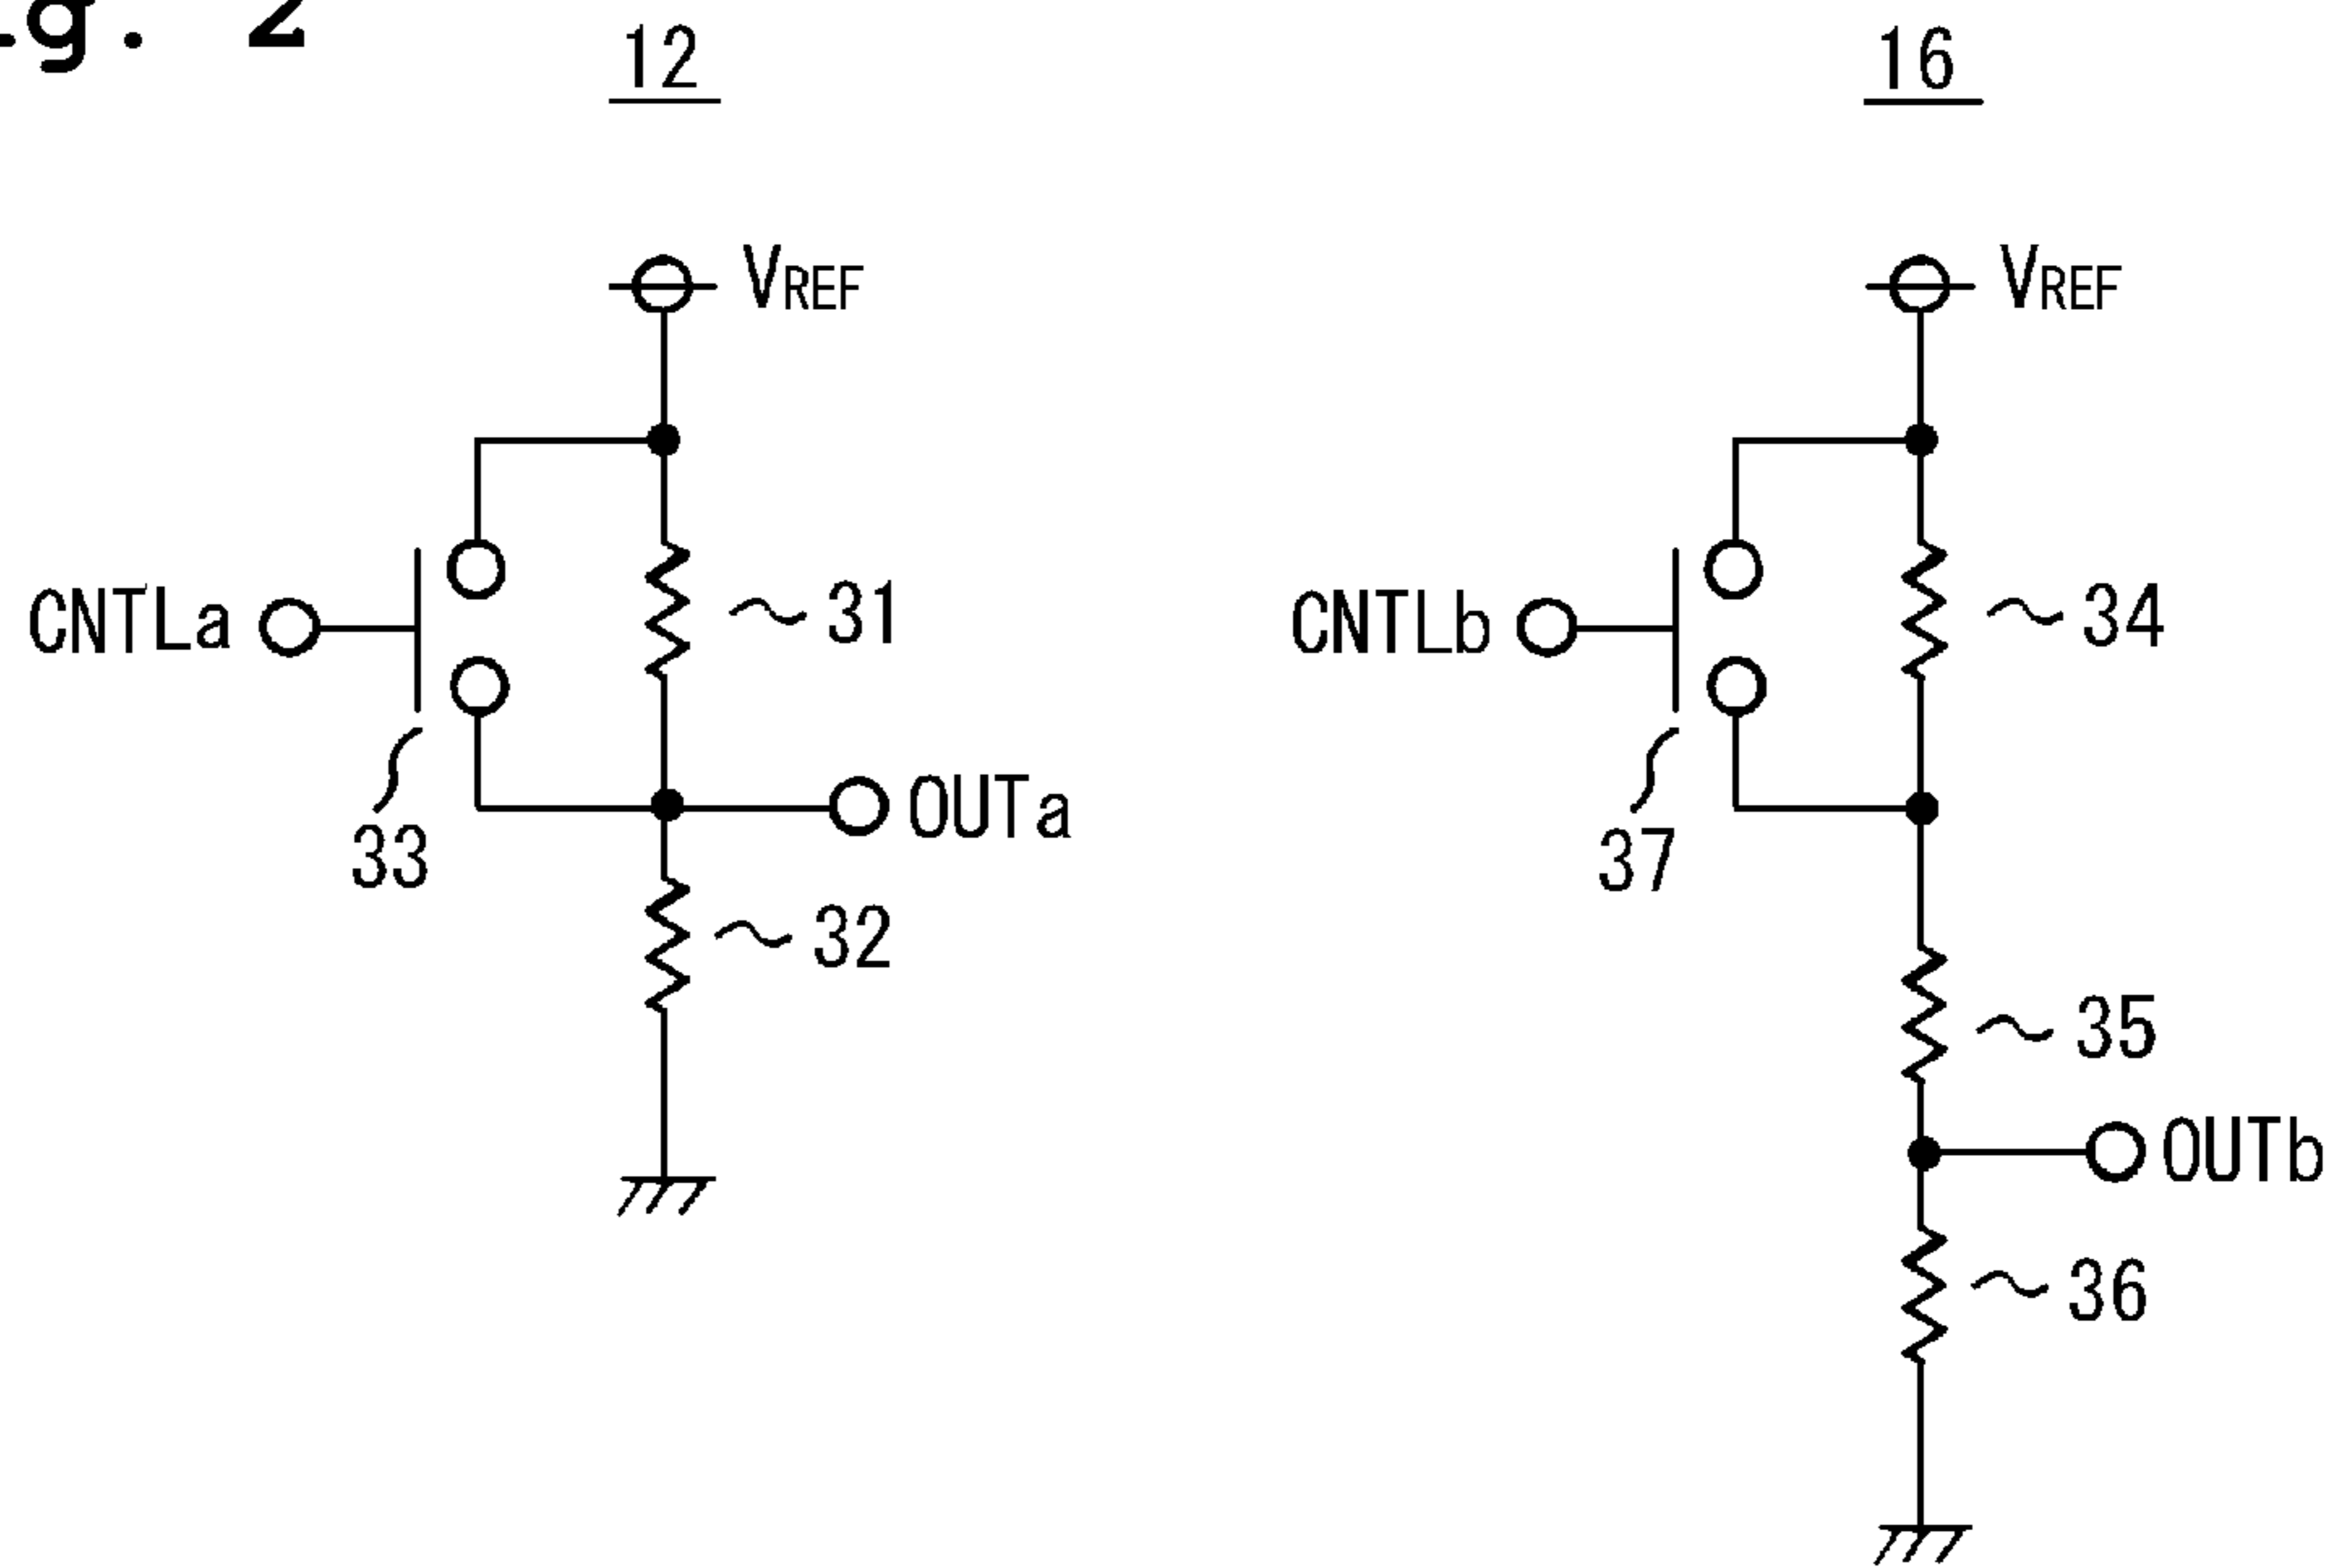 g. 2
12
16
VREF
VREF
CNTLa
31
CNTLb
34
33
OUTa
37
32
35
OUTb
36